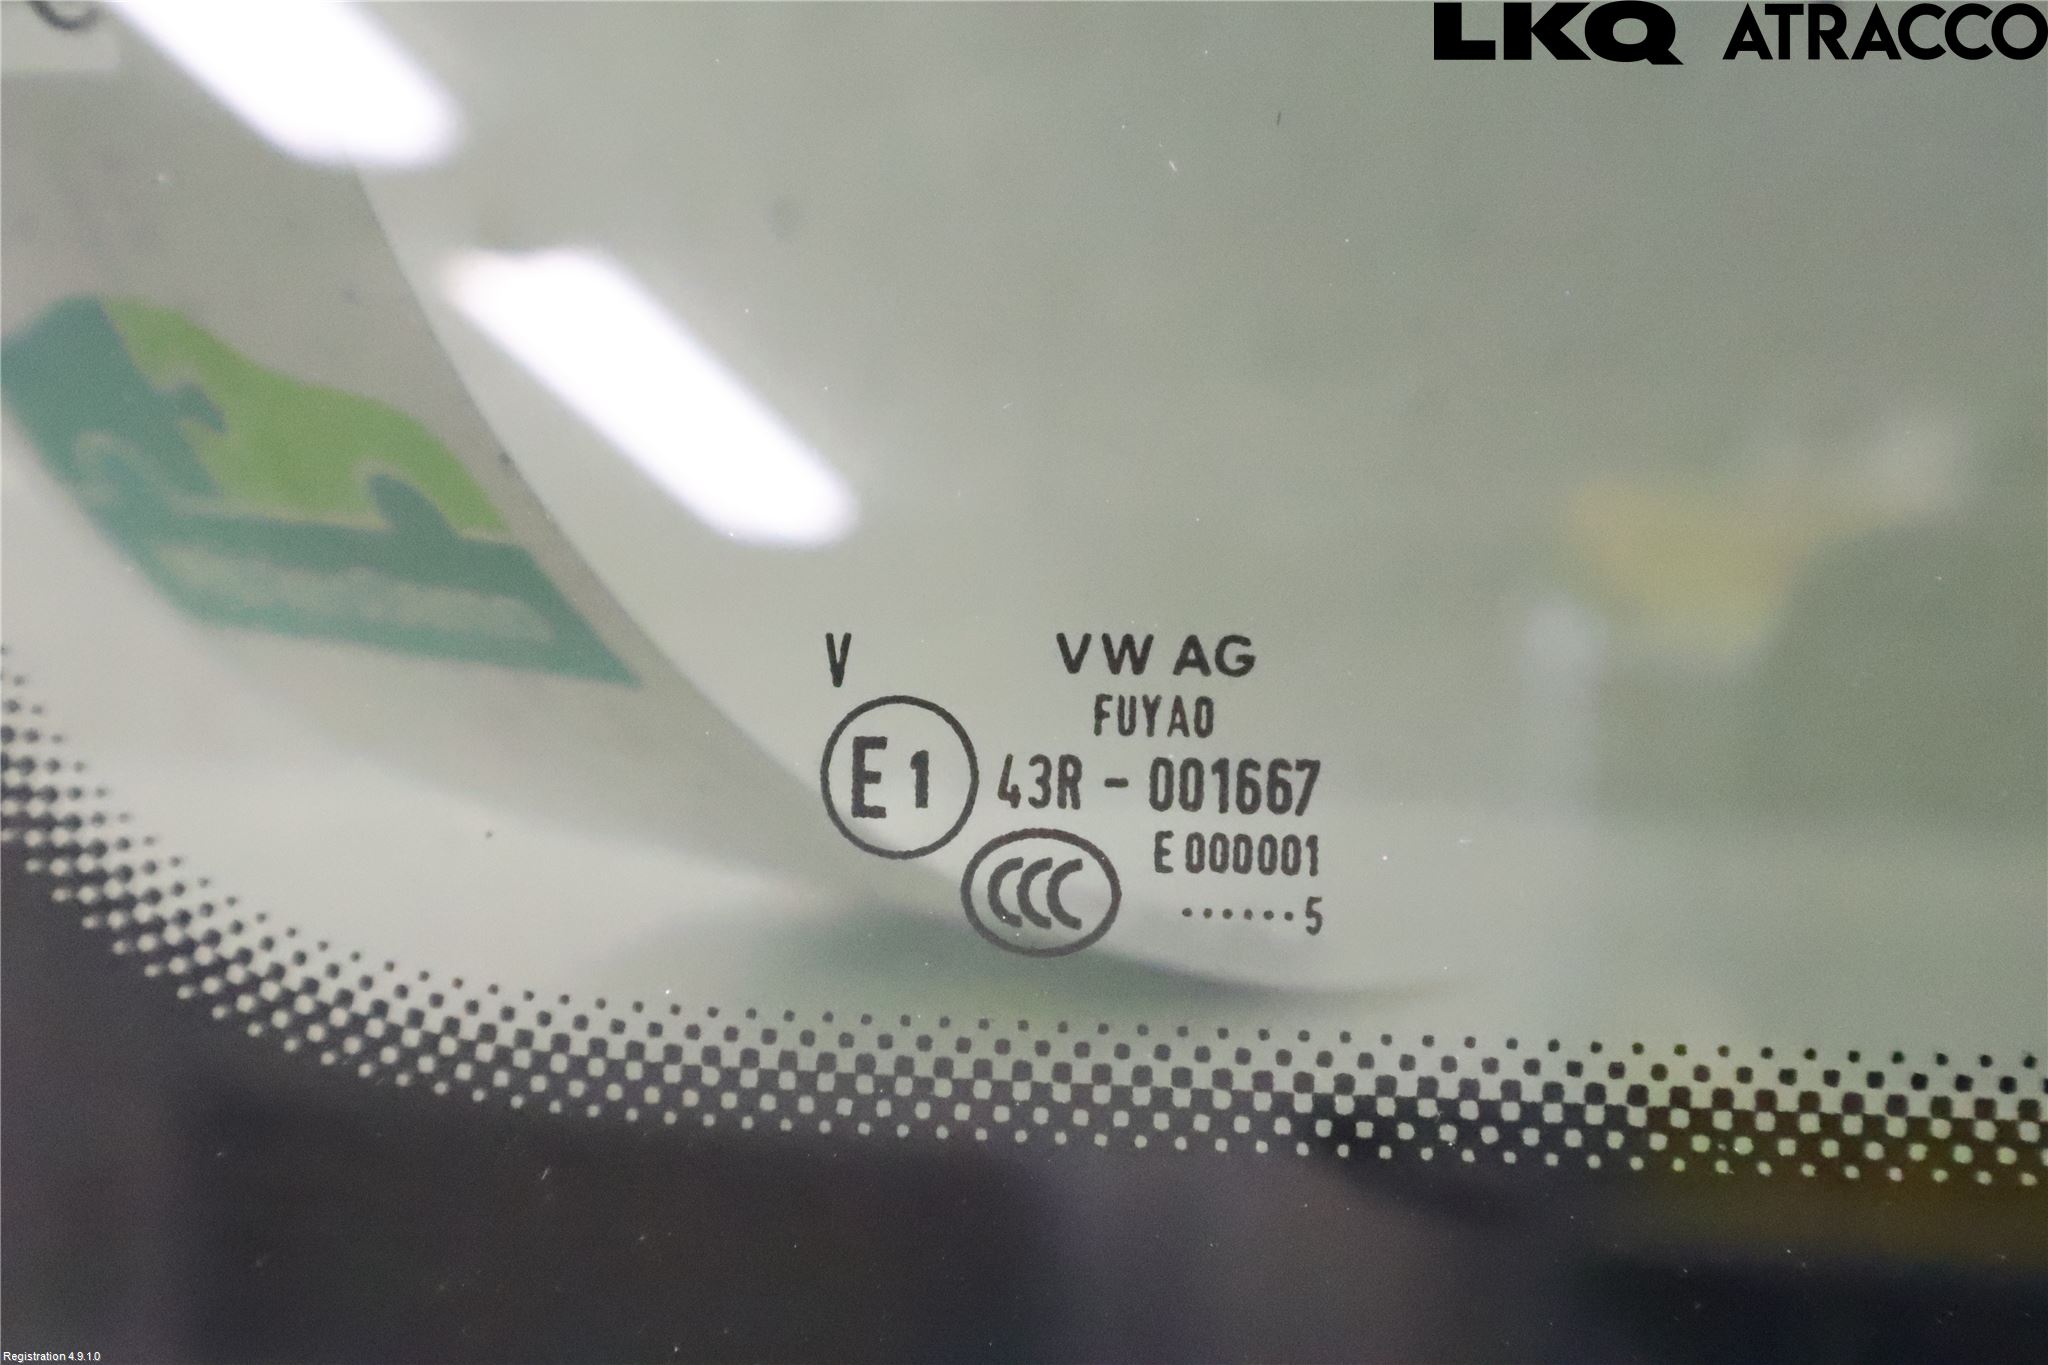 LKQ ATRACCO
V VW AG
FUYAO
E1 43R - 001667
E 000001
CCC ······5
Registration 4.9.1.0